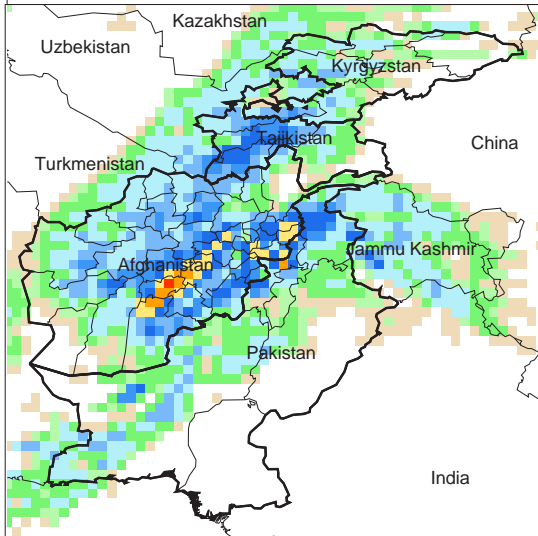 Kazakhstan
Uzbekistan
Kyrgyzstan
Tajikistan
China
Turkmenistan
Jammu Kashmir
Afghanistan
Pakistan
India